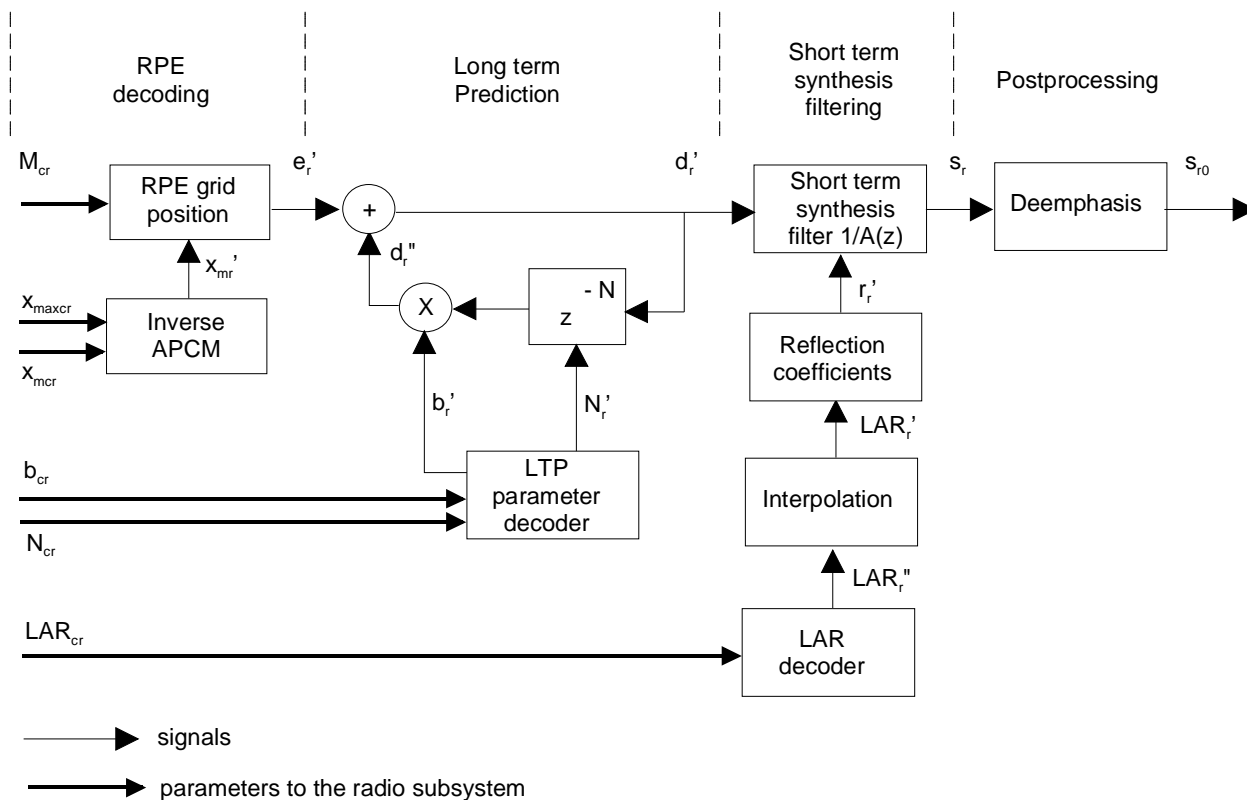 RPE
decoding
Long term
Prediction
Short term
synthesis
filtering
Postprocessing
M_cr
RPE grid
position
e_r'
+
d_r'
Short term
synthesis
filter 1/A(z)
s_r
Deemphasis
s_r0
x_mr'
d_r"
X
z^- N
r_r'
x_maxcr
Inverse
APCM
x_mcr
Reflection
coefficients
b_r'
N_r'
LAR_r'
b_cr
LTP
parameter
decoder
Interpolation
N_cr
LAR_r"
LAR_cr
LAR
decoder
signals
parameters to the radio subsystem